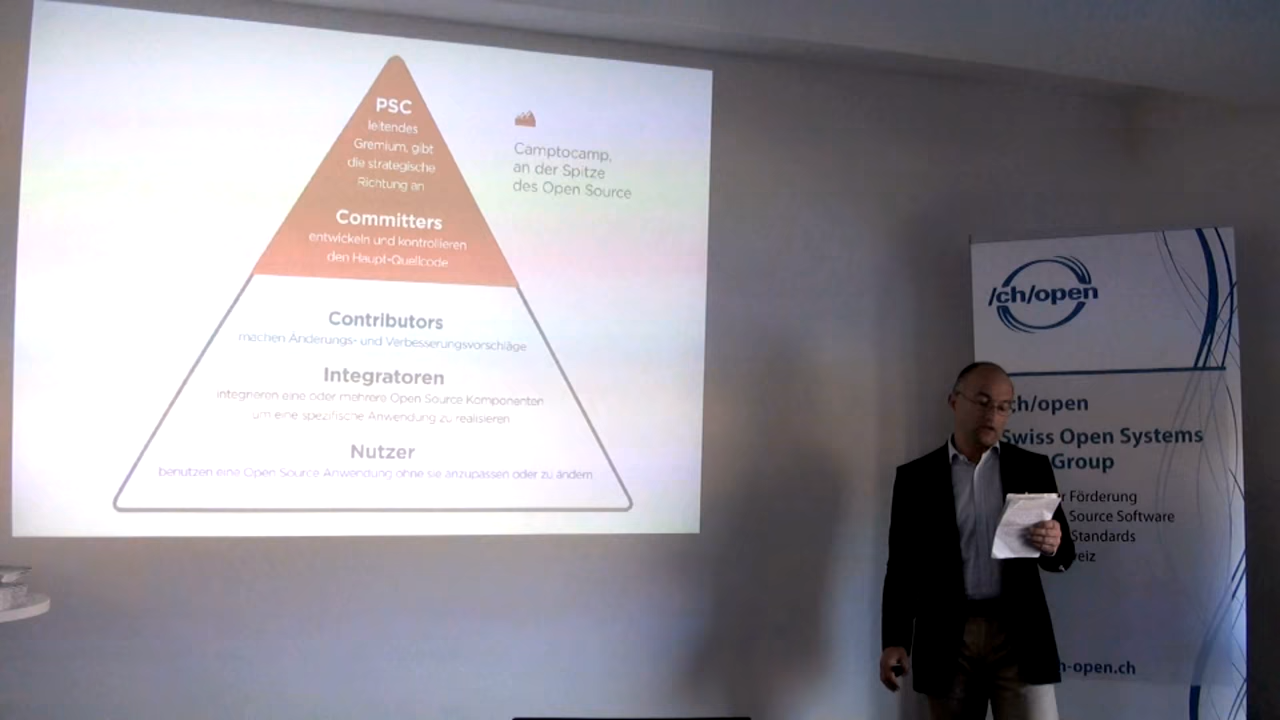 PSC
leitendes
Gremium, gibt
die strategische
Richtung an
Committers
entwickeln und kontrollieren
den Haupt-Quellcode
Contributors
machen Änderungs- und Verbesserungsvorschläge
Integratoren
integrieren eine oder mehrere Open Source Komponenten
um eine spezifische Anwendung zu realisieren
Nutzer
benutzen eine Open Source Anwendung ohne sie anzupassen oder zu ändern
Camptocamp,
an der Spitze
des Open Source
/ch/open
ch/open
Swiss Open Systems
Group
Förderung
Source Software
Standards
h-open.ch